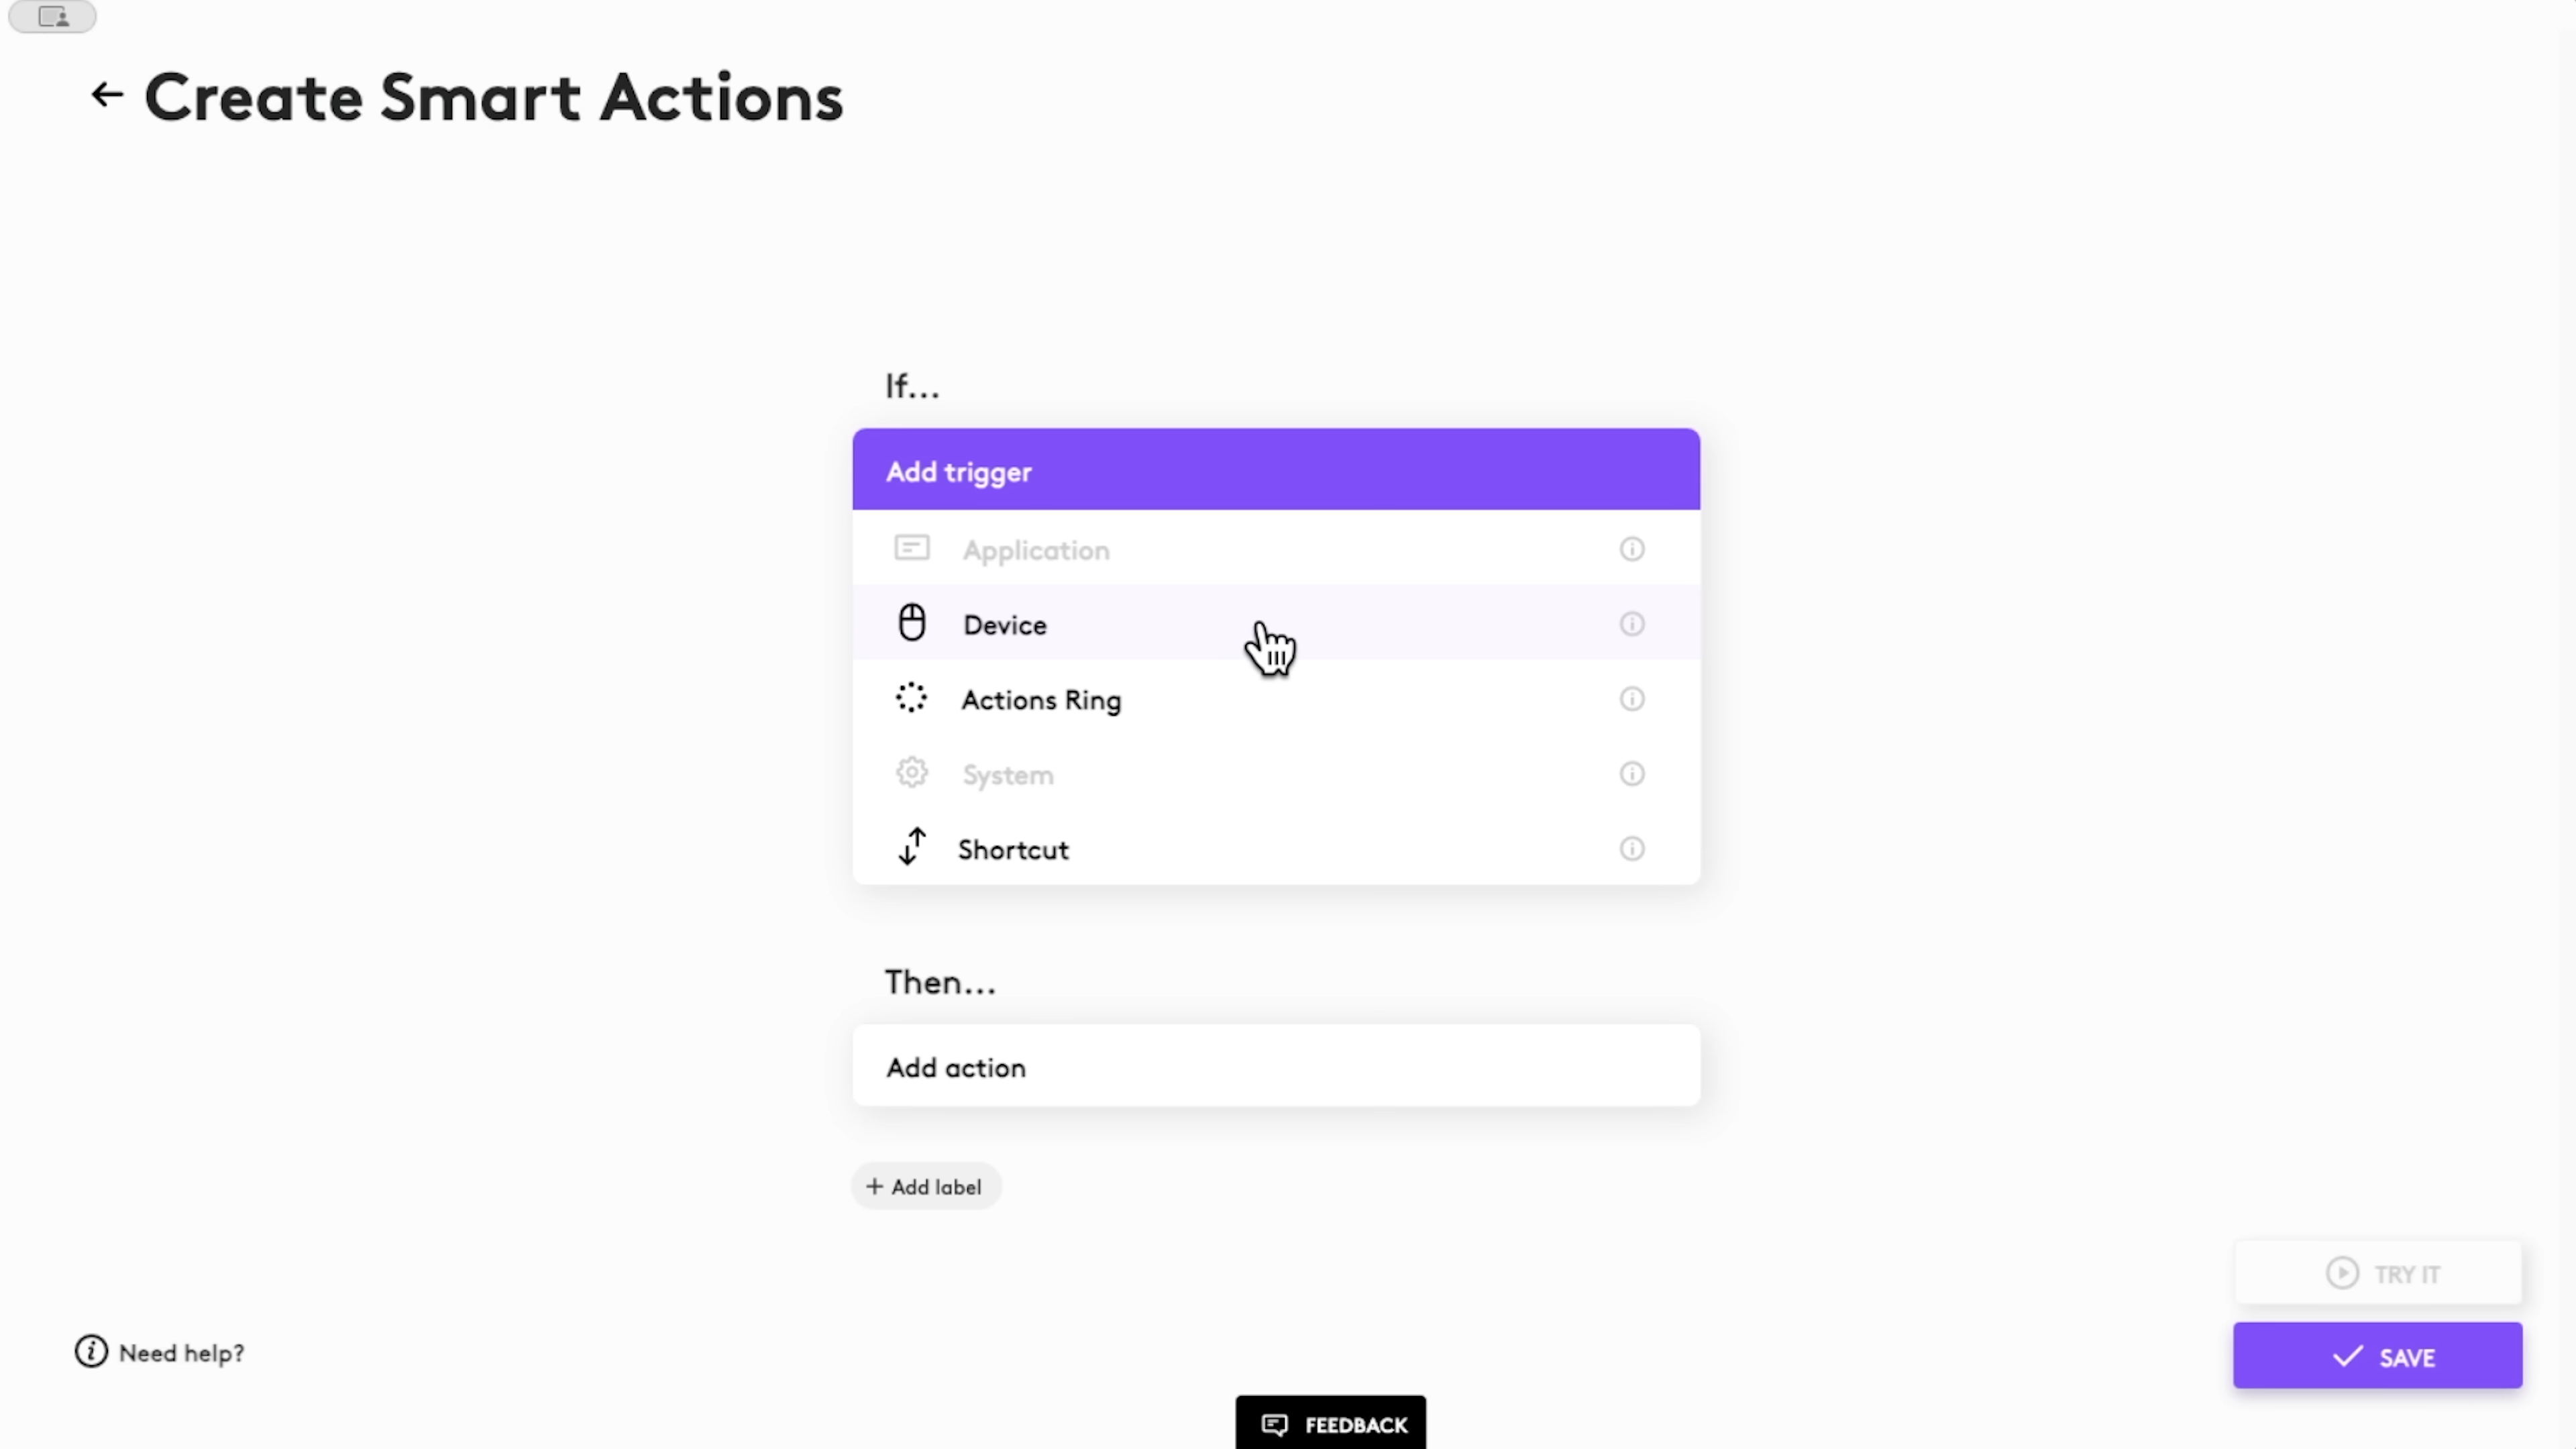 Create Smart Actions
If...
Add trigger
Application
Device
Actions Ring
System
Shortcut
Then...
Add action
+ Add label
TRY IT
Need help?
SAVE
FEEDBACK